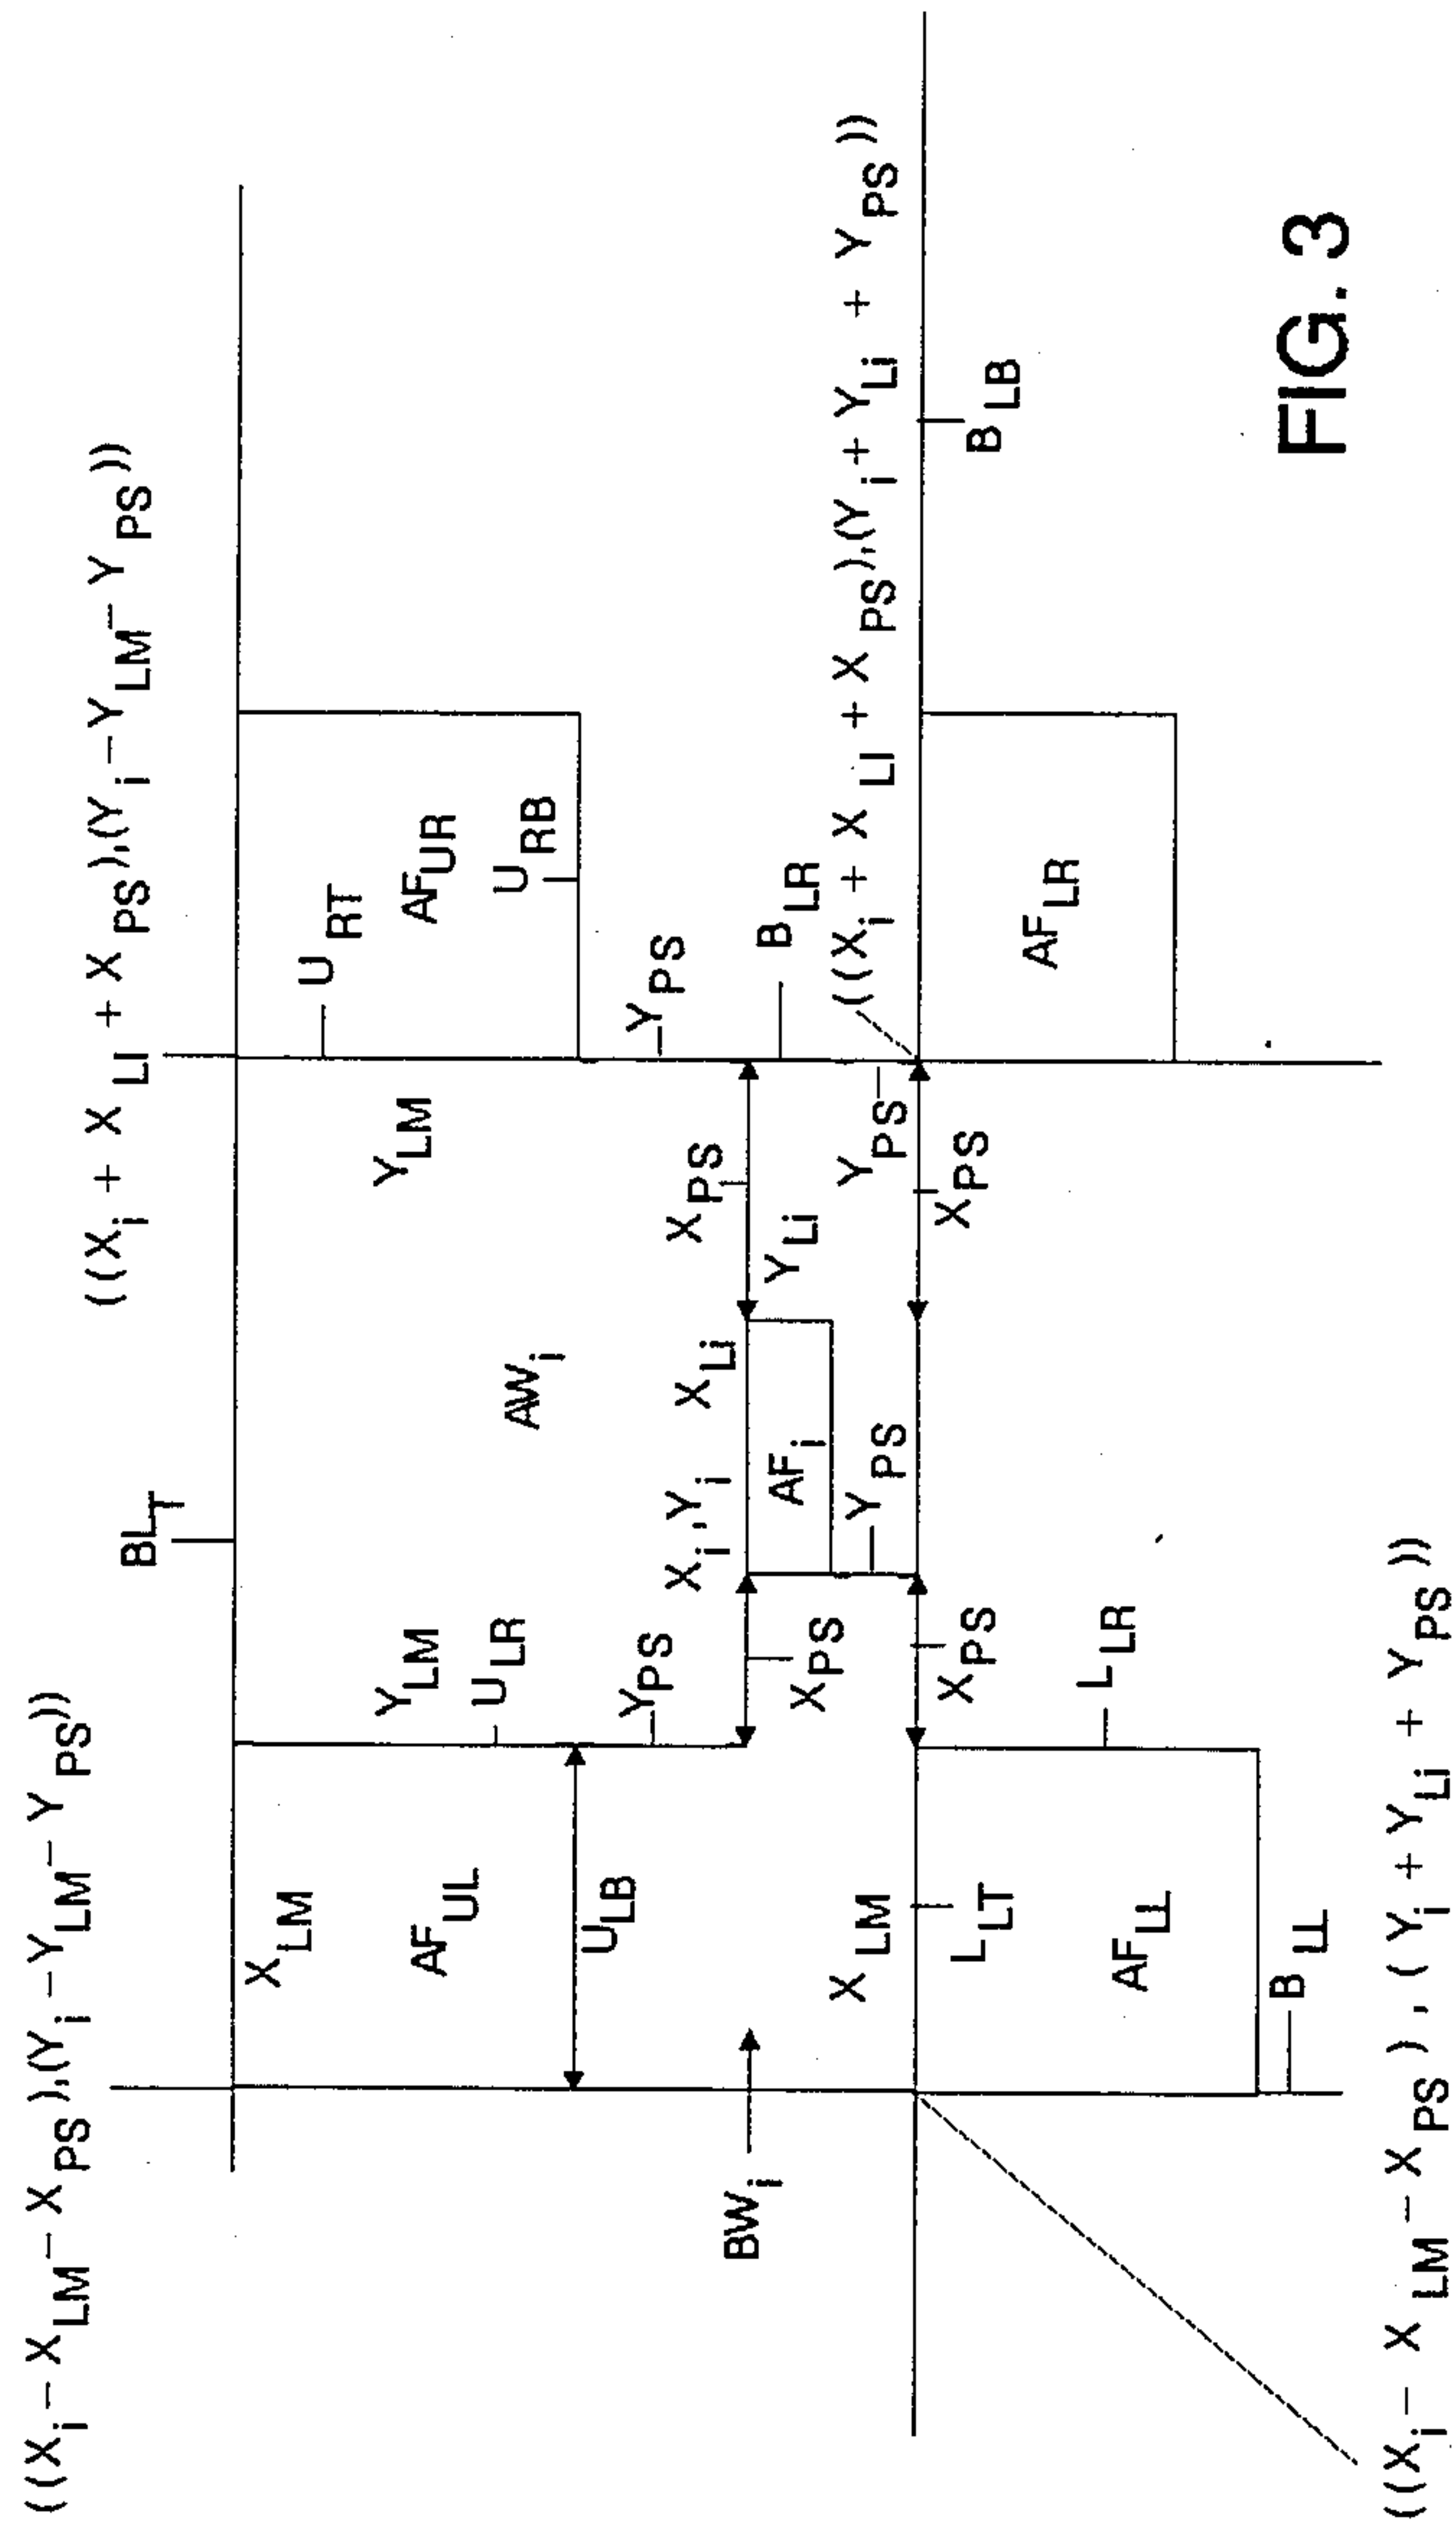 ((X_i − X_LM − X_PS),(Y_i − Y_LM − Y_PS))
((X_i + X_LI + X_PS),(Y_i − Y_LM − Y_PS))
BL_T
X_LM
Y_LM
Y_LM
U_RT
AF_UL
U_LR
AW_i
AF_UR
U_LB
U_RB
Y_PS
Y_PS
X_i,Y_i
X_Li
X_PS
BW_i
X_PS
AF_i
Y_Li
B_LR
X_LM
Y_PS
Y_PS
((X_i + X_LI + X_PS),(Y_i + Y_Li + Y_PS))
L_LT
X_PS
X_PS
B_LB
AF_LL
L_LR
AF_LR
B_LL
FIG. 3
((X_i − X_LM − X_PS),(Y_i + Y_Li + Y_PS))